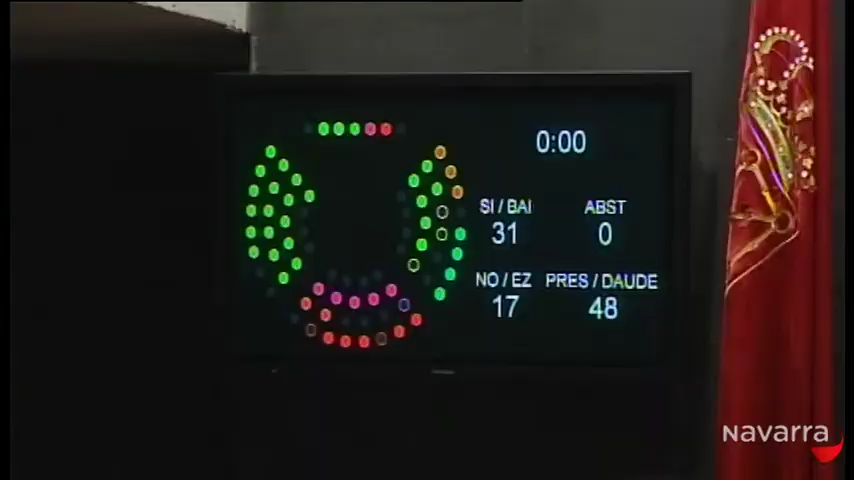 0:00
SI / BAI ABST
31 0
NO / EZ PRES / DAUDE
17 48
Navarra